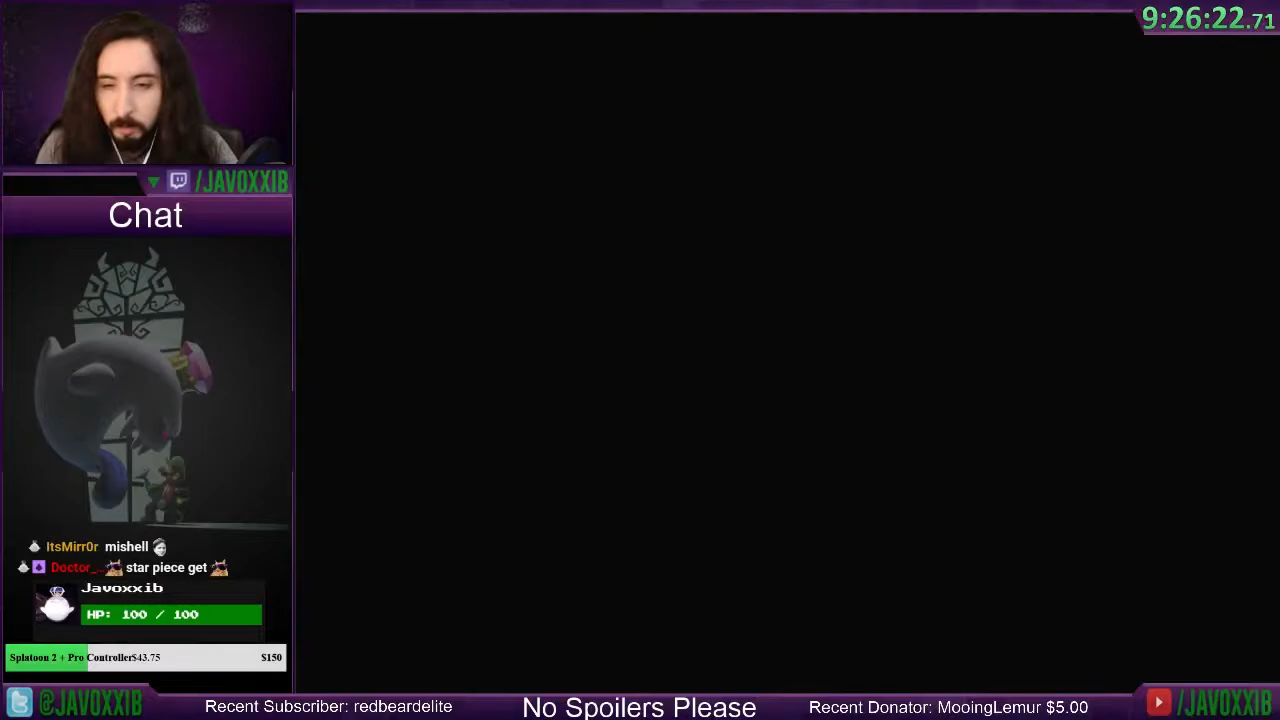 9:26:22.71
/JAVOXXIB
Chat
ItsMirr0r mishell
Doctor_... star piece get
Javoxxib
HP: 100 / 100
Splatoon 2 + Pro Controller$43.75 $150
@JAVOXXIB
Recent Subscriber: redbeardelite
No Spoilers Please
Recent Donator: MooingLemur $5.00
/JAVOXXIB